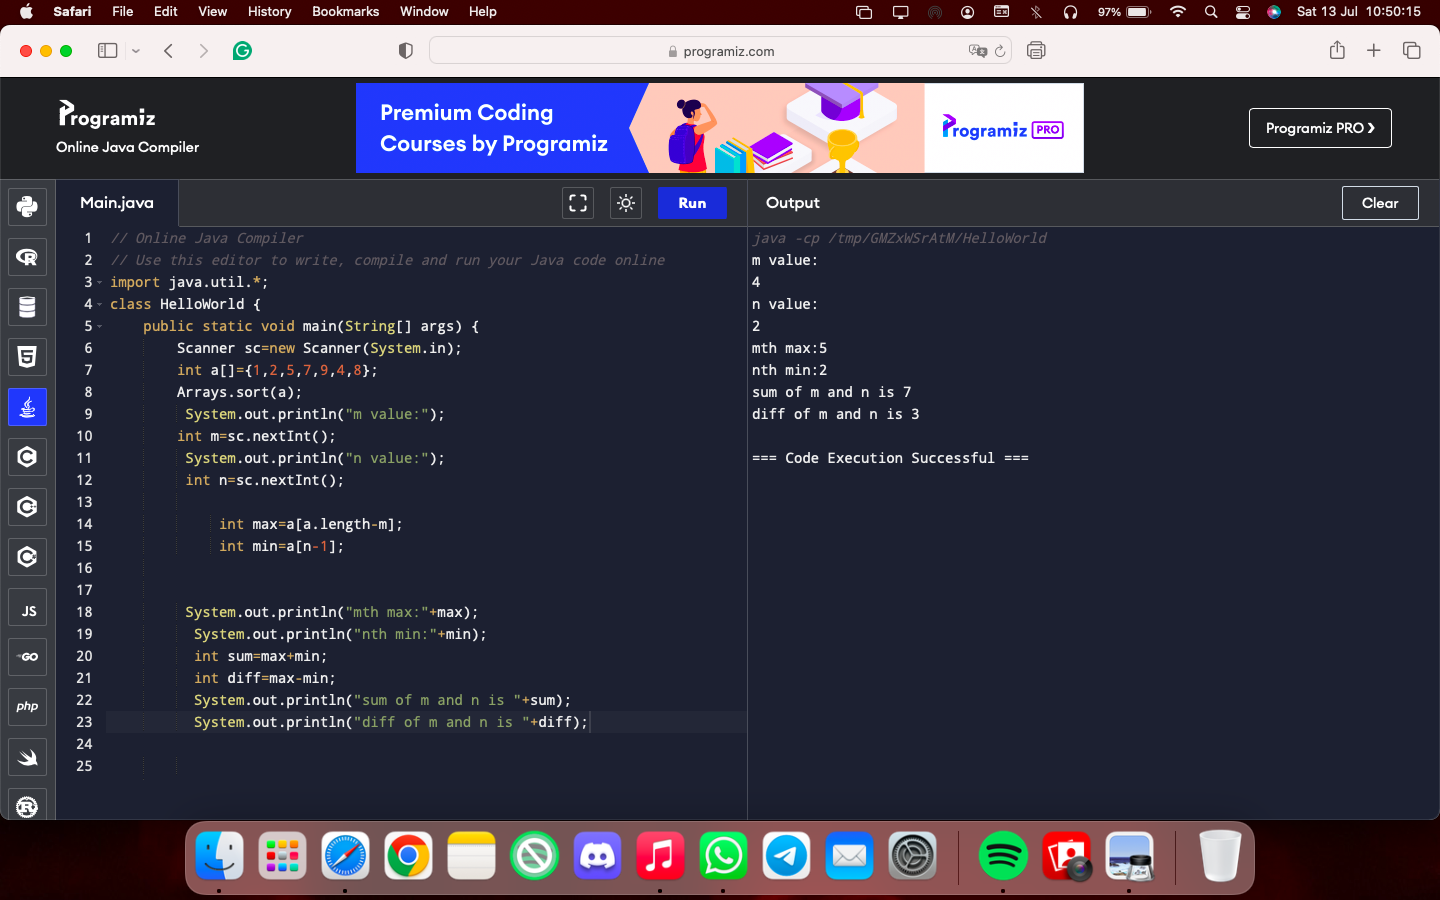 Safari File Edit View History Bookmarks Window Help 97% Sat 13 Jul 10:50:15
programiz.com
Programiz
Online Java Compiler
Premium Coding
Courses by Programiz
Programiz PRO
Programiz PRO ❯
Main.java
Run
Output
Clear
1 // Online Java Compiler
2 // Use this editor to write, compile and run your Java code online
3 import java.util.*;
4 class HelloWorld {
5 public static void main(String[] args) {
6 Scanner sc=new Scanner(System.in);
7 int a[]={1,2,5,7,9,4,8};
8 Arrays.sort(a);
9 System.out.println("m value:");
10 int m=sc.nextInt();
11 System.out.println("n value:");
12 int n=sc.nextInt();
13
14 int max=a[a.length-m];
15 int min=a[n-1];
16
17
18 System.out.println("mth max:"+max);
19 System.out.println("nth min:"+min);
20 int sum=max+min;
21 int diff=max-min;
22 System.out.println("sum of m and n is "+sum);
23 System.out.println("diff of m and n is "+diff);
24
25
java -cp /tmp/GMZxWSrAtM/HelloWorld
m value:
4
n value:
2
mth max:5
nth min:2
sum of m and n is 7
diff of m and n is 3
=== Code Execution Successful ===
JS
GO
php